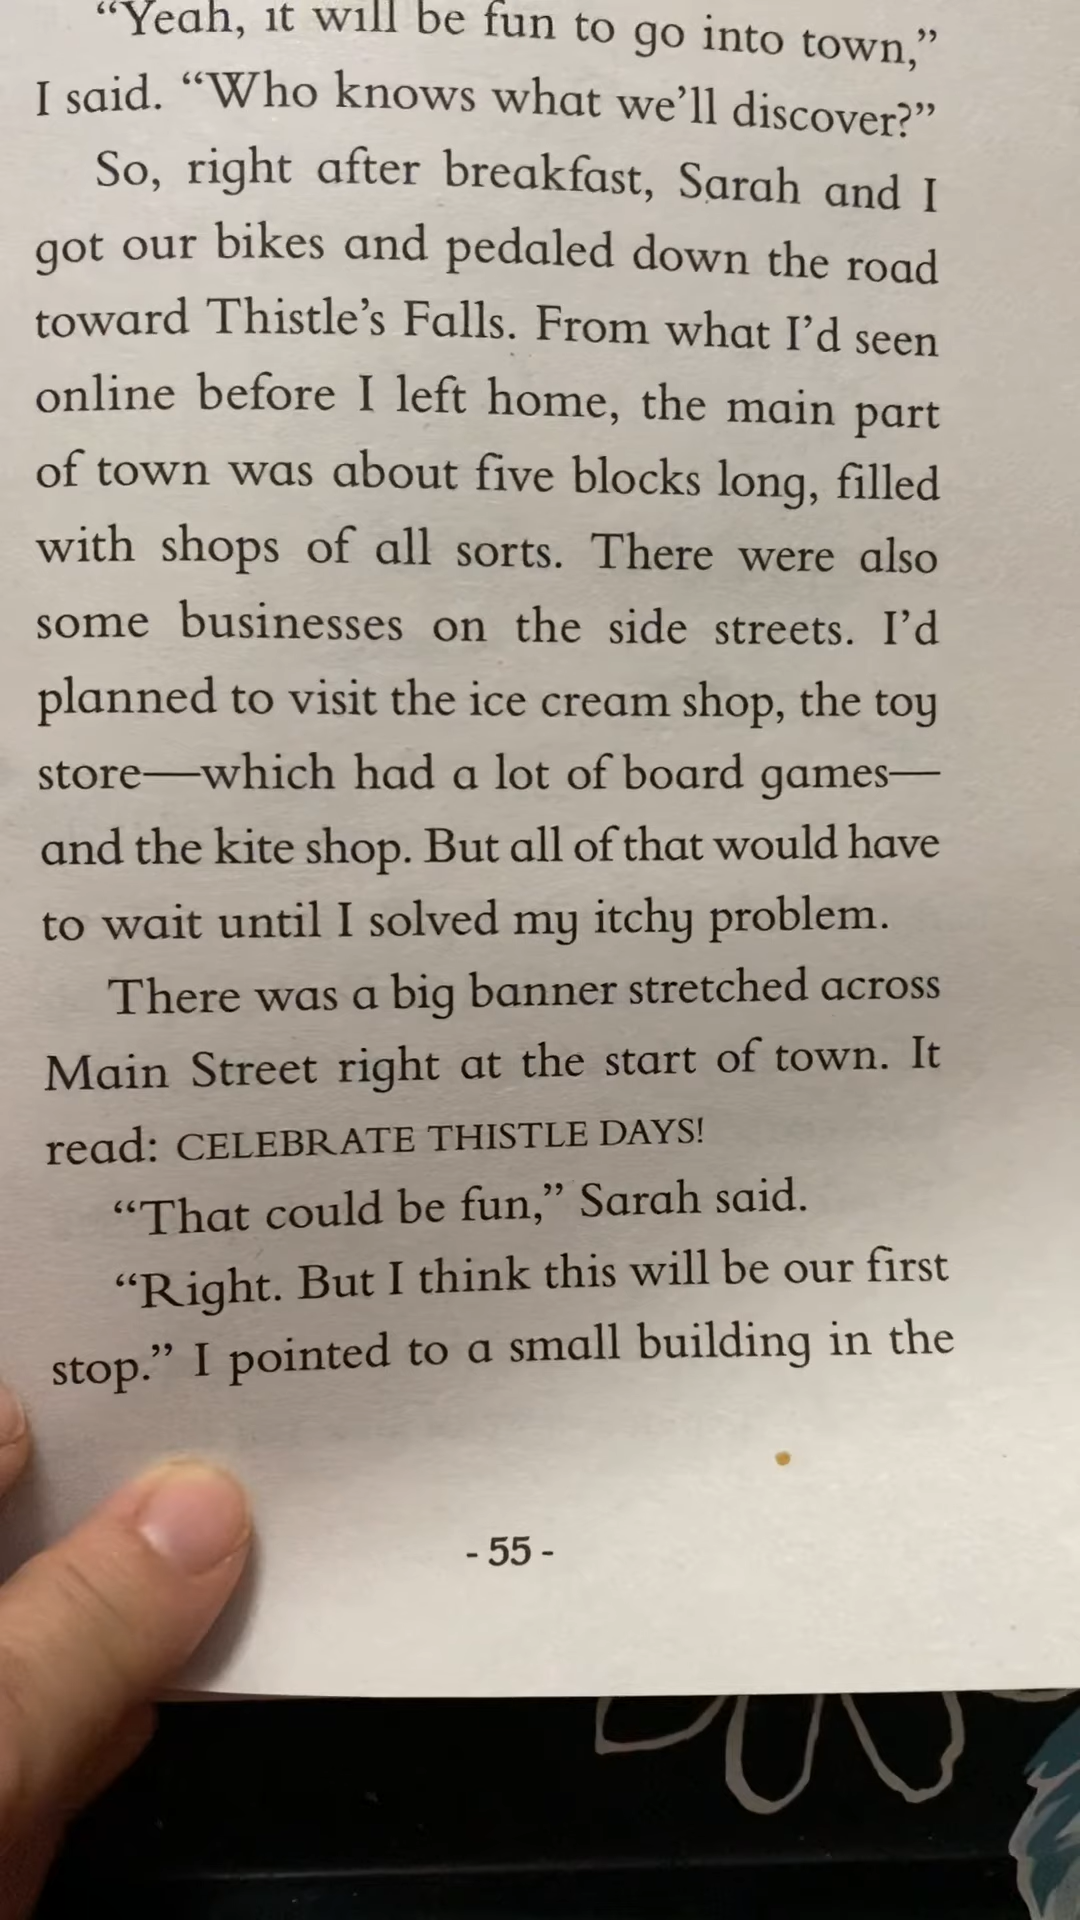 “Yeah, it will be fun to go into town,”
I said. “Who knows what we’ll discover?”
So, right after breakfast, Sarah and I
got our bikes and pedaled down the road
toward Thistle’s Falls. From what I’d seen
online before I left home, the main part
of town was about five blocks long, filled
with shops of all sorts. There were also
some businesses on the side streets. I’d
planned to visit the ice cream shop, the toy
store—which had a lot of board games—
and the kite shop. But all of that would have
to wait until I solved my itchy problem.
There was a big banner stretched across
Main Street right at the start of town. It
read: CELEBRATE THISTLE DAYS!
“That could be fun,” Sarah said.
“Right. But I think this will be our first
stop.” I pointed to a small building in the
- 55 -